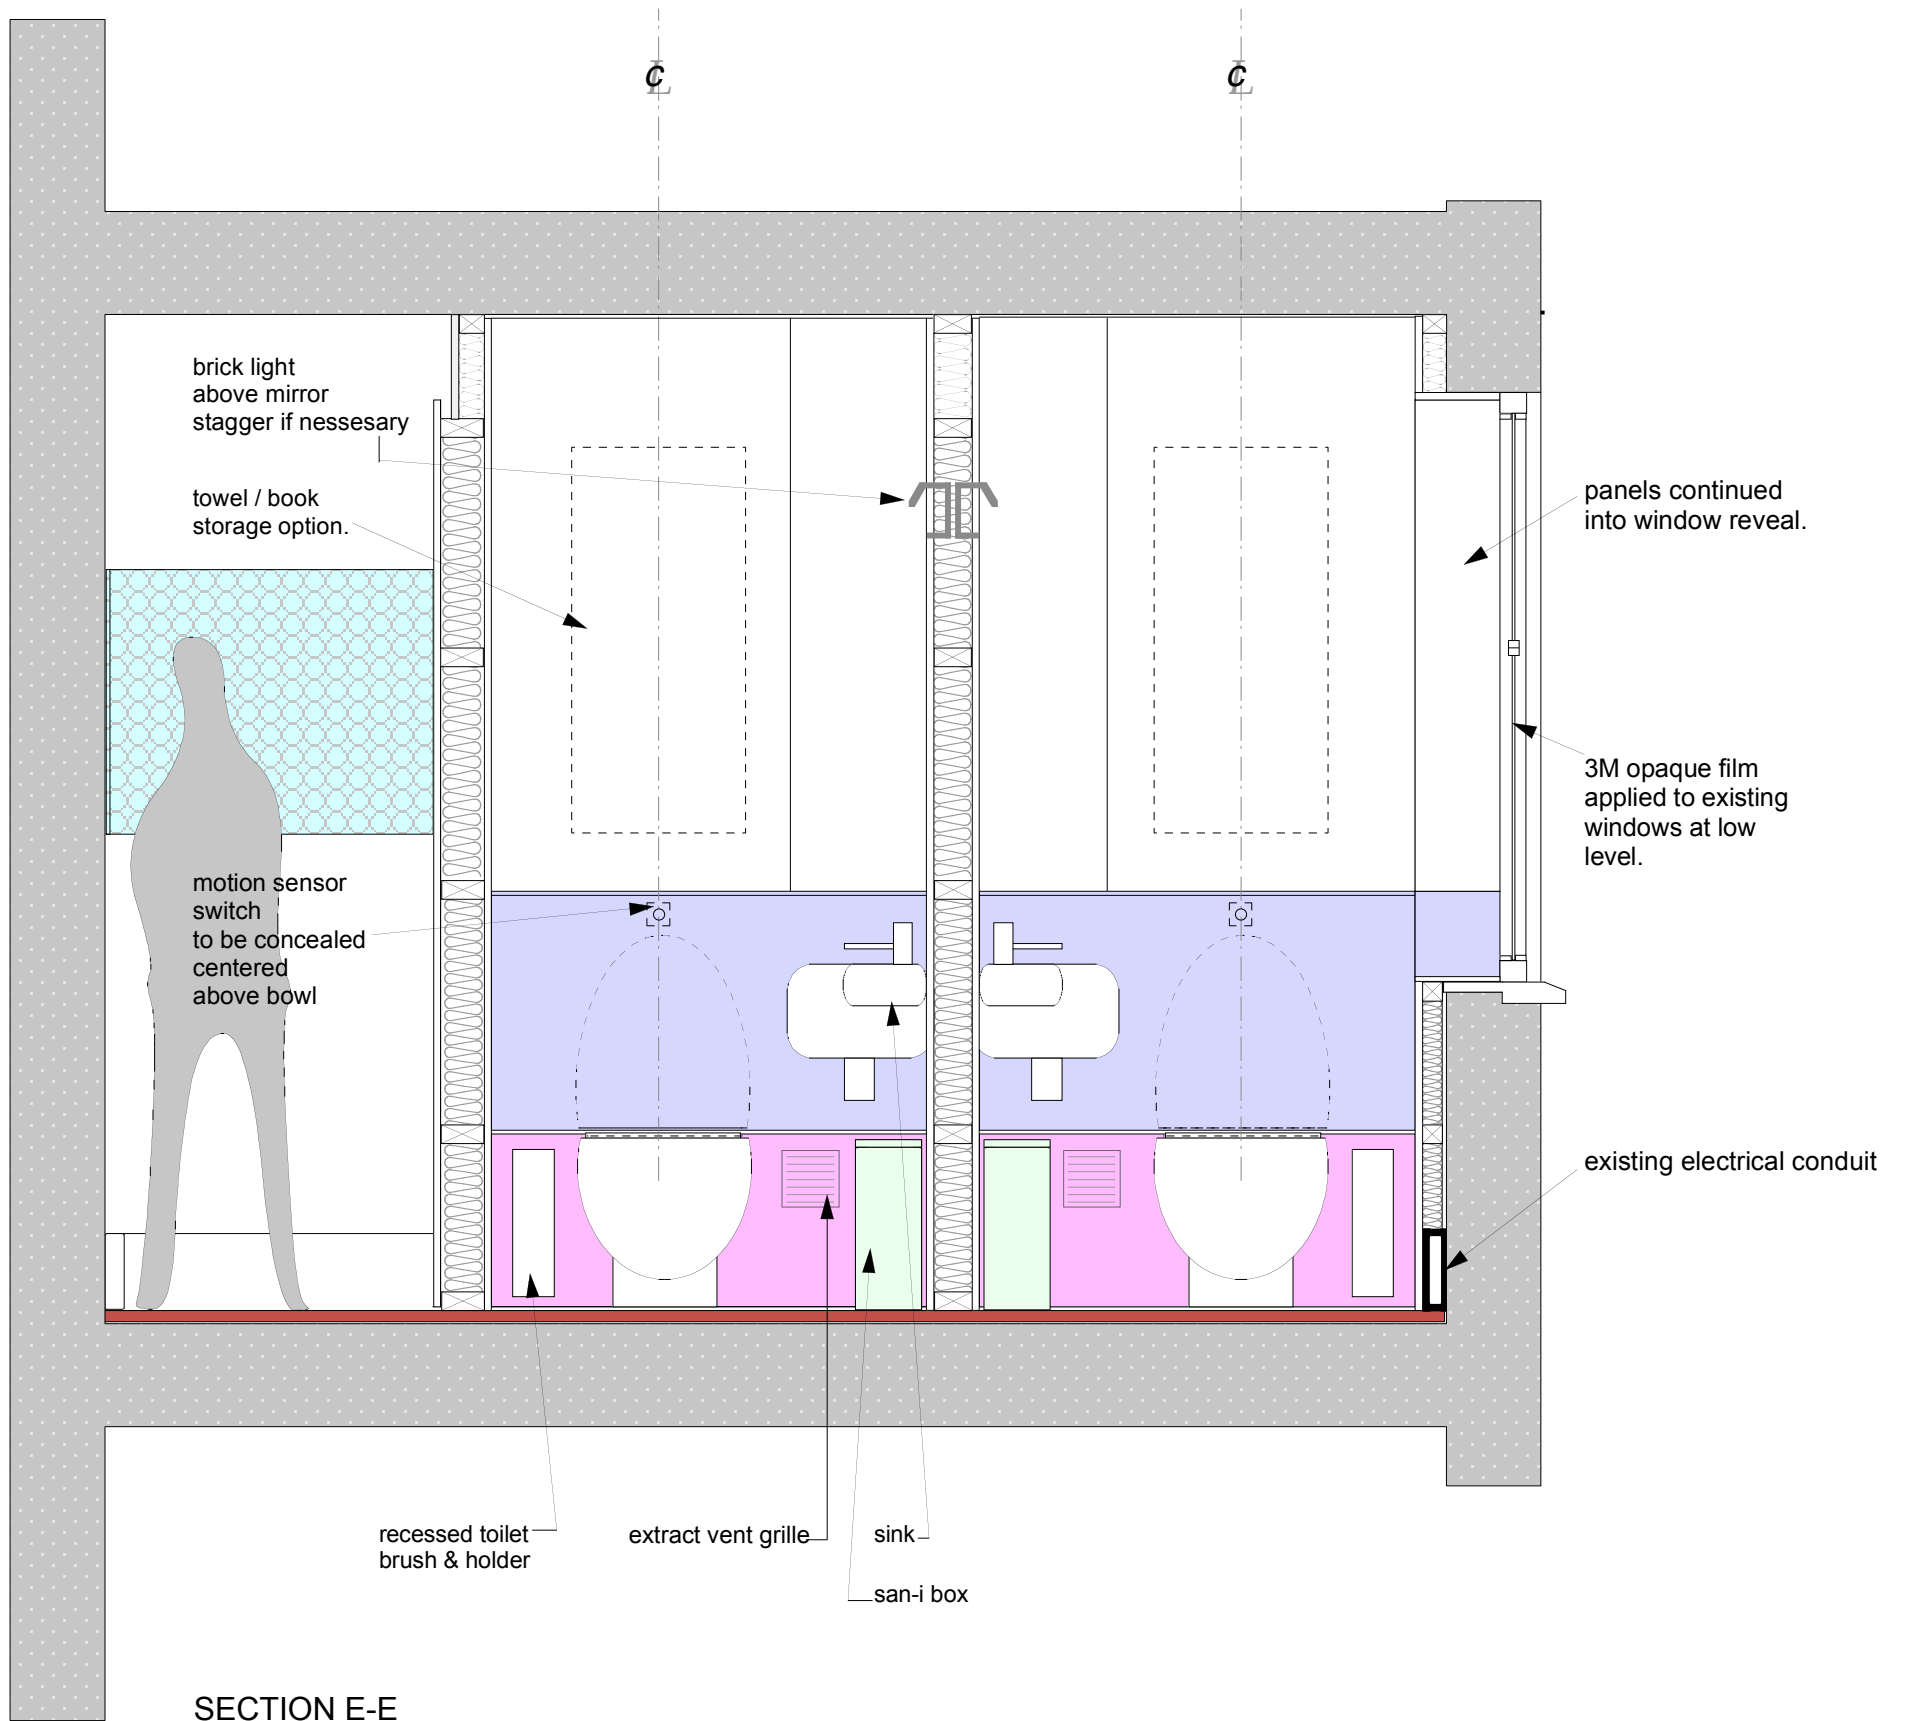 CL
CL
brick light
above mirror
stagger if nessesary
towel / book
storage option.
panels continued
into window reveal.
3M opaque film
applied to existing
windows at low
level.
motion sensor
switch
to be concealed
centered
above bowl
existing electrical conduit
recessed toilet
brush & holder
extract vent grille
sink
san-i box
SECTION E-E